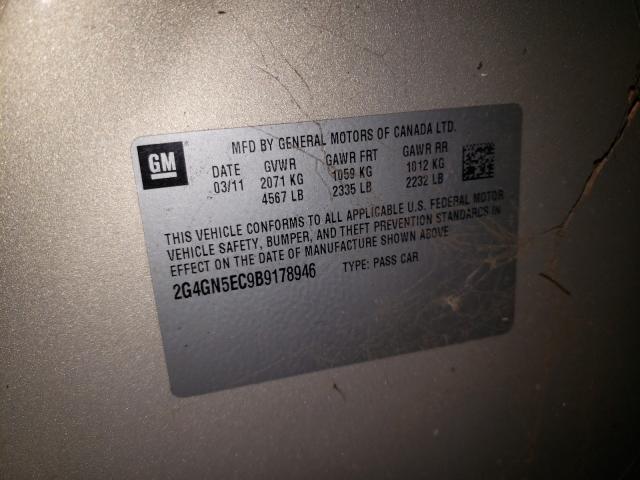 MFD BY GENERAL MOTORS OF CANADA LTD.
GM
DATE GVWR GAWR FRT GAWR RR
03/11 2071 KG 1059 KG 1012 KG
4567 LB 2335 LB 2232 LB
THIS VEHICLE CONFORMS TO ALL APPLICABLE U.S. FEDERAL MOTOR
VEHICLE SAFETY, BUMPER, AND THEFT PREVENTION STANDARDS IN
EFFECT ON THE DATE OF MANUFACTURE SHOWN ABOVE
2G4GN5EC9B9178946 TYPE: PASS CAR